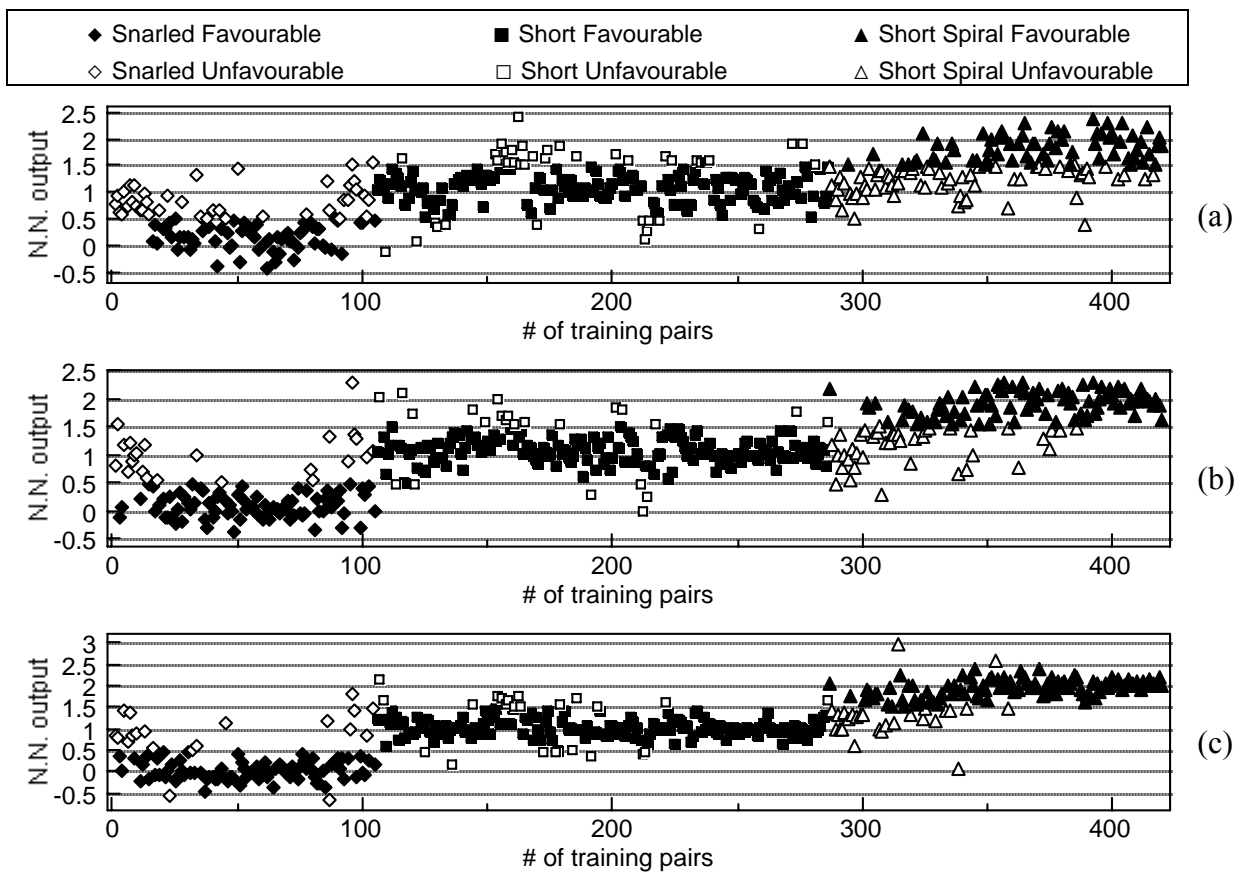 Snarled Favourable Short Favourable Short Spiral Favourable
Snarled Unfavourable Short Unfavourable Short Spiral Unfavourable
2.5
2
1.5
1
0.5
0
-0.5
N.N. output
(a)
0 100 200 300 400
# of training pairs
2.5
2
1.5
1
0.5
0
-0.5
N.N. output
(b)
0 100 200 300 400
# of training pairs
3
2.5
2
1.5
1
0.5
0
-0.5
N.N. output
(c)
0 100 200 300 400
# of training pairs